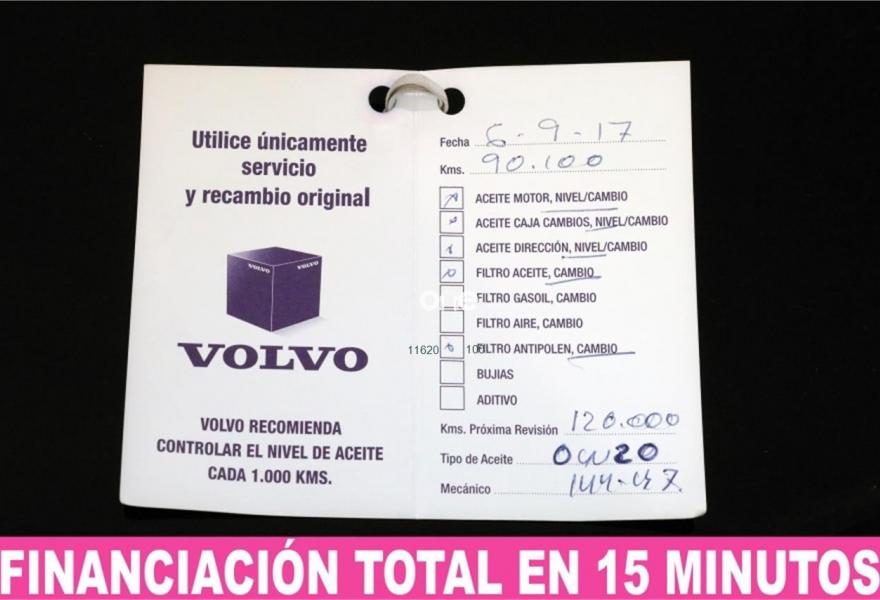 Utilice únicamente
servicio
y recambio original
VOLVO VOLVO
VOLVO
VOLVO RECOMIENDA
CONTROLAR EL NIVEL DE ACEITE
CADA 1.000 KMS.
Fecha 6-9-17
Kms. 90.100
ACEITE MOTOR, NIVEL/CAMBIO
ACEITE CAJA CAMBIOS, NIVEL/CAMBIO
ACEITE DIRECCIÓN, NIVEL/CAMBIO
FILTRO ACEITE, CAMBIO
FILTRO GASOIL, CAMBIO
FILTRO AIRE, CAMBIO
FILTRO ANTIPOLEN, CAMBIO
BUJIAS
ADITIVO
Kms. Próxima Revisión 120.000
Tipo de Aceite 0W20
Mecánico
11620
FINANCIACIÓN TOTAL EN 15 MINUTOS